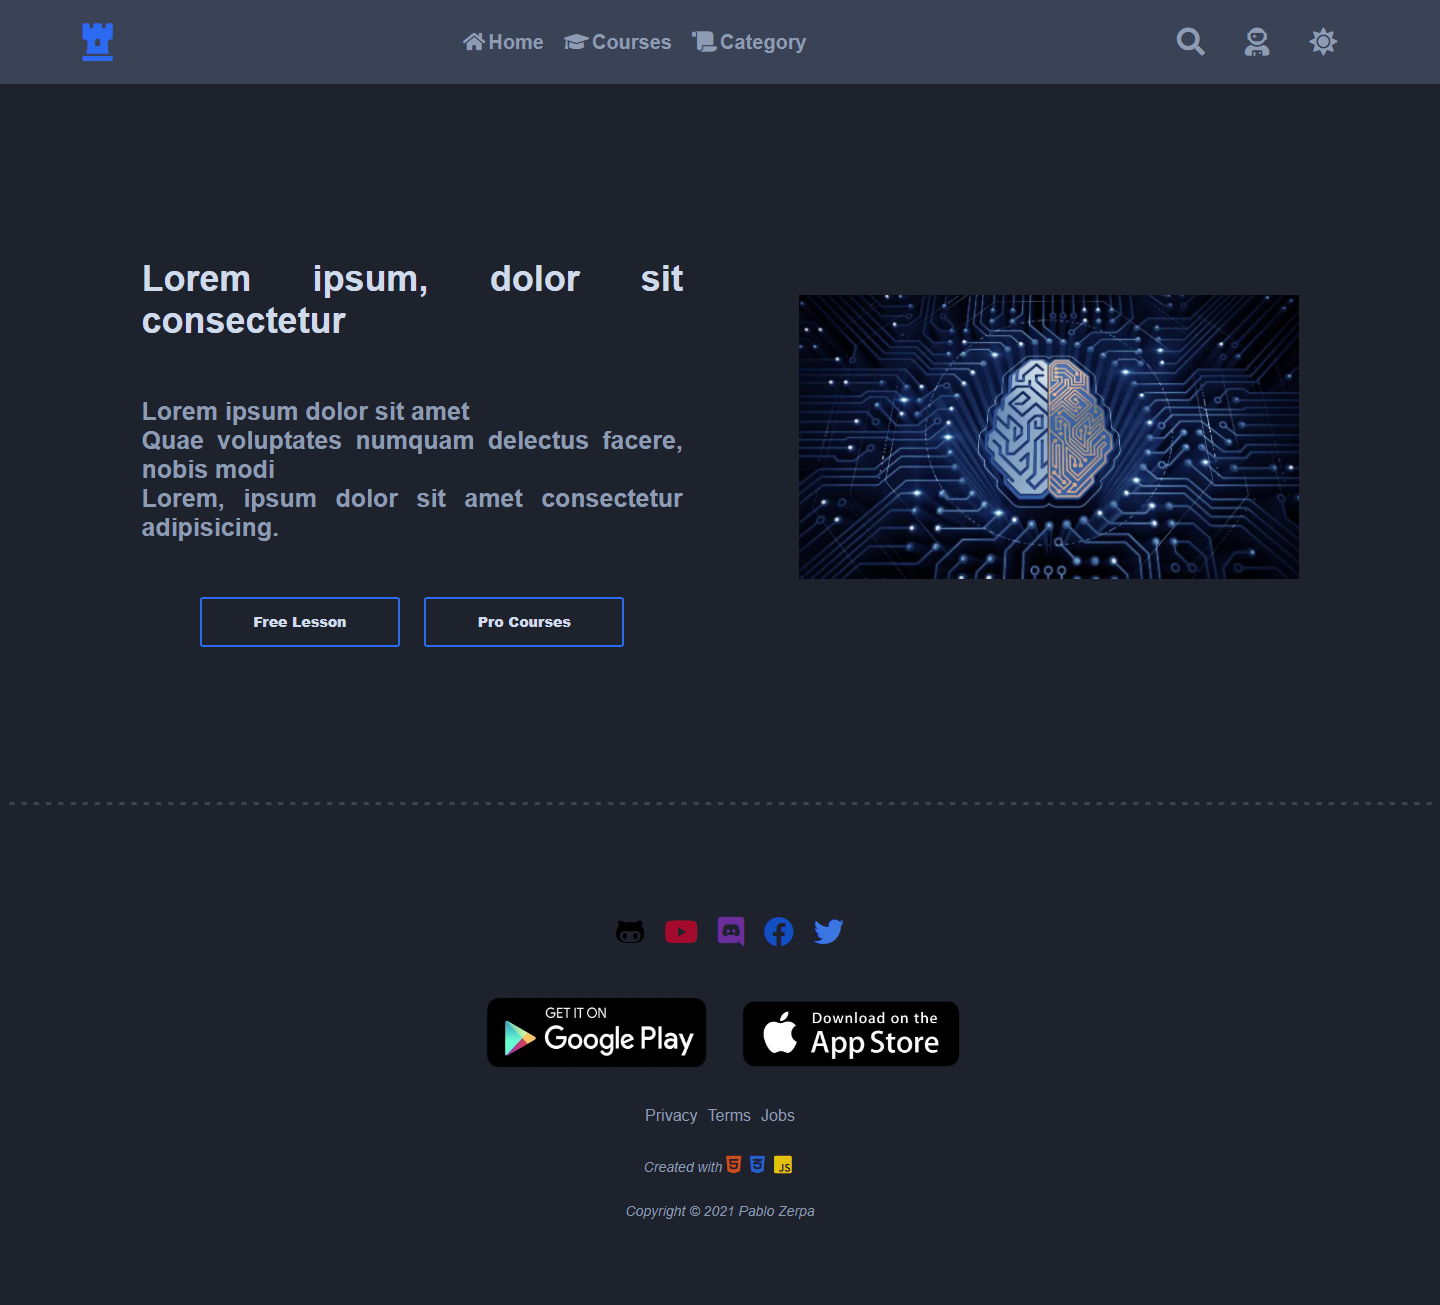 Home Courses Category
Lorem ipsum, dolor sit
consectetur
Lorem ipsum dolor sit amet
Quae voluptates numquam delectus facere,
nobis modi
Lorem, ipsum dolor sit amet consectetur
adipisicing.
Free Lesson Pro Courses
GET IT ON
Google Play
Download on the
App Store
Privacy Terms Jobs
Created with 5 3 JS
Copyright © 2021 Pablo Zerpa